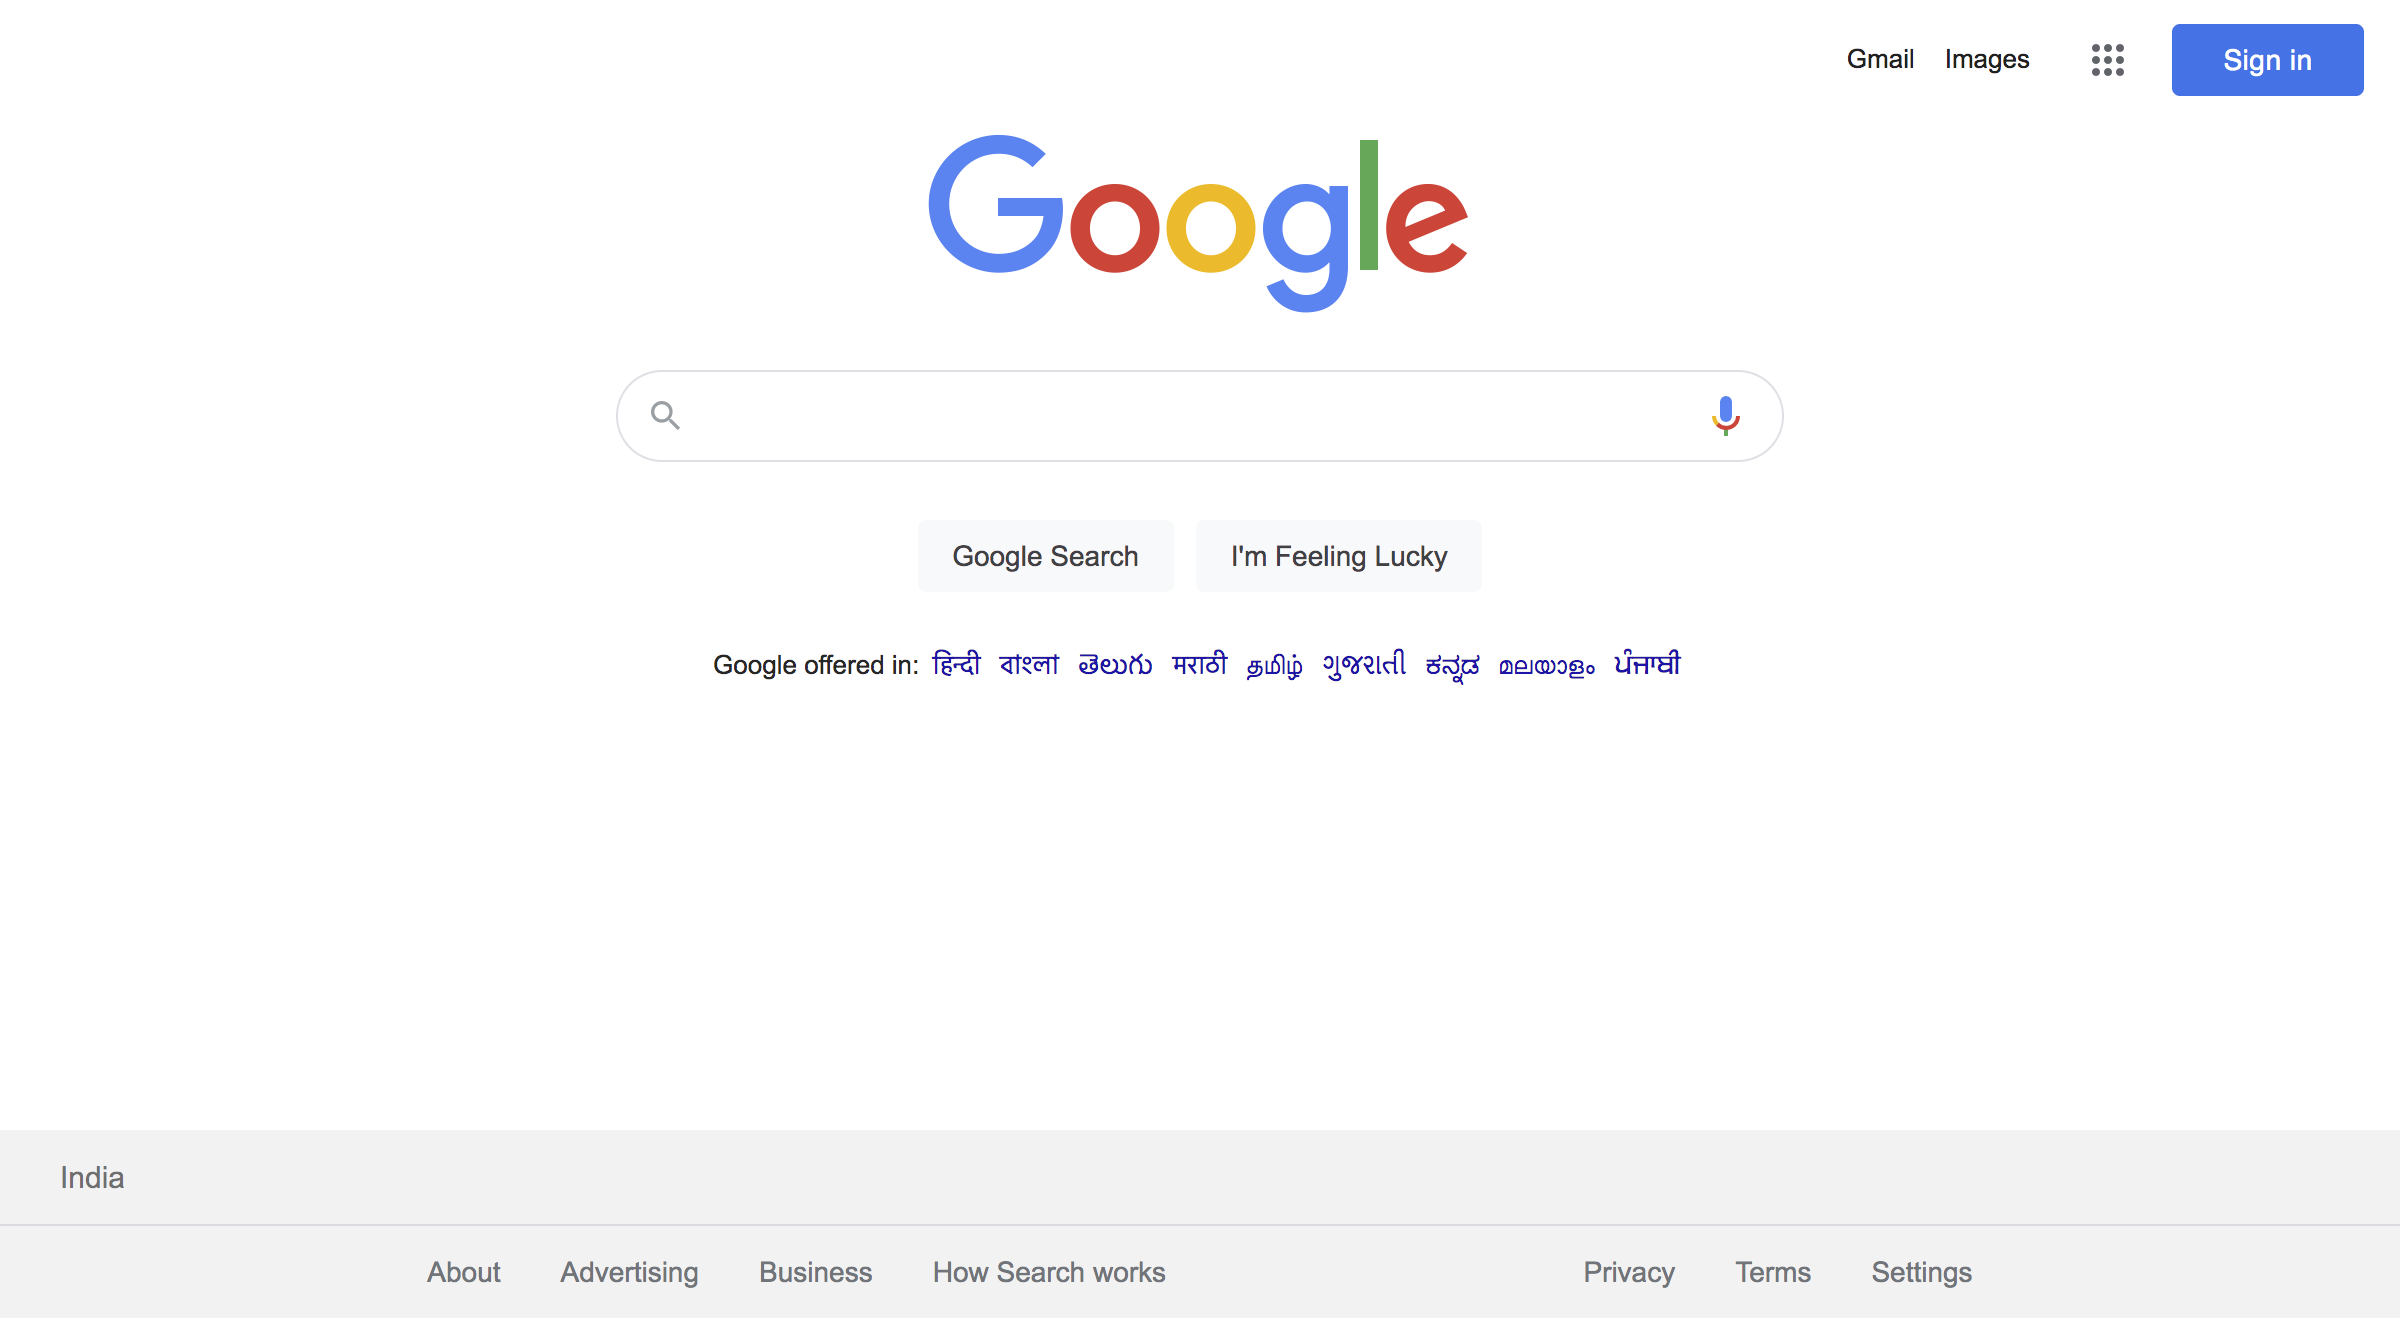 Gmail Images Sign in
Google
Google Search I'm Feeling Lucky
Google offered in: हिन्दी বাংলা తెలుగు मराठी தமிழ் ગુજરાતી ಕನ್ನಡ മലയാളം ਪੰਜਾਬੀ
India
About Advertising Business How Search works Privacy Terms Settings